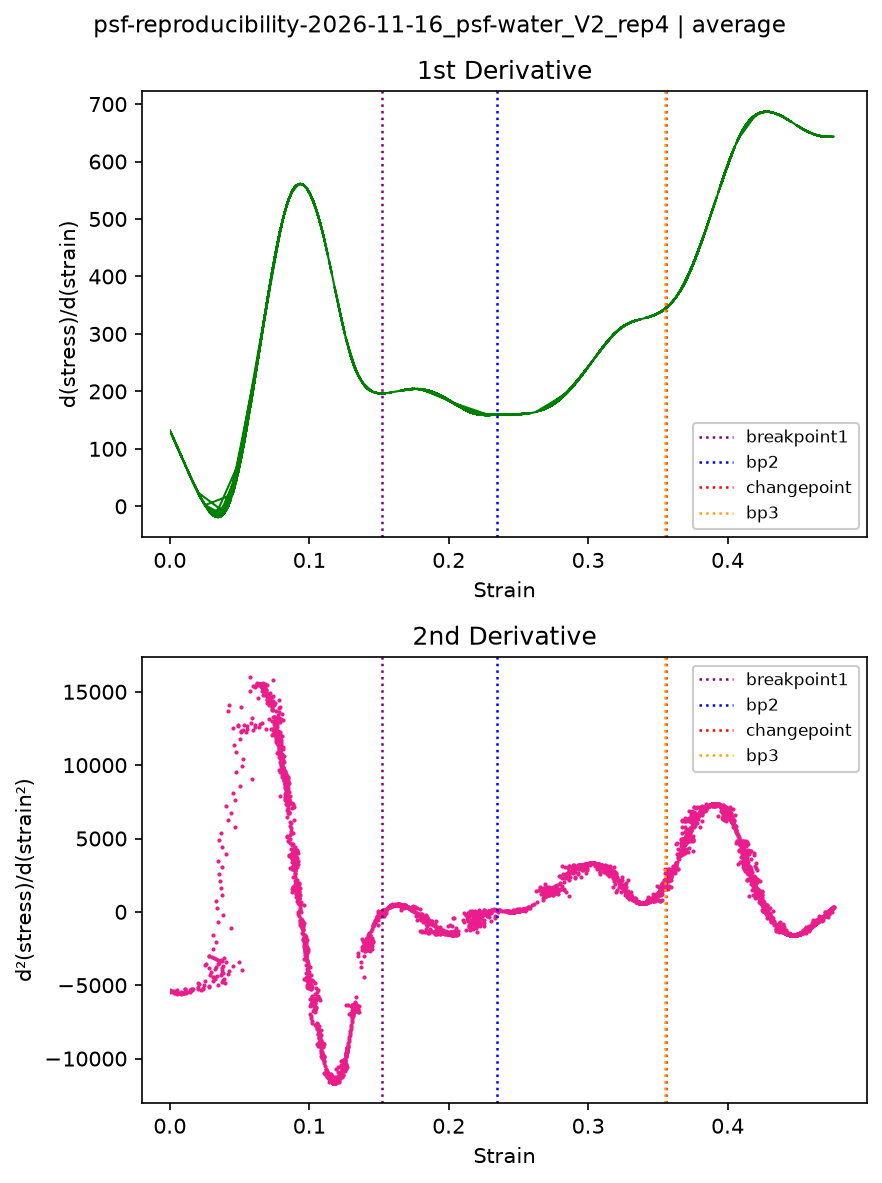 psf-reproducibility-2026-11-16_psf-water_V2_rep4 | average
1st Derivative
d(stress)/d(strain)
700
600
500
400
300
200
100
0
breakpoint1
bp2
changepoint
bp3
0.0 0.1 0.2 0.3 0.4
Strain
2nd Derivative
d²(stress)/d(strain²)
15000
10000
5000
0
−5000
−10000
breakpoint1
bp2
changepoint
bp3
0.0 0.1 0.2 0.3 0.4
Strain